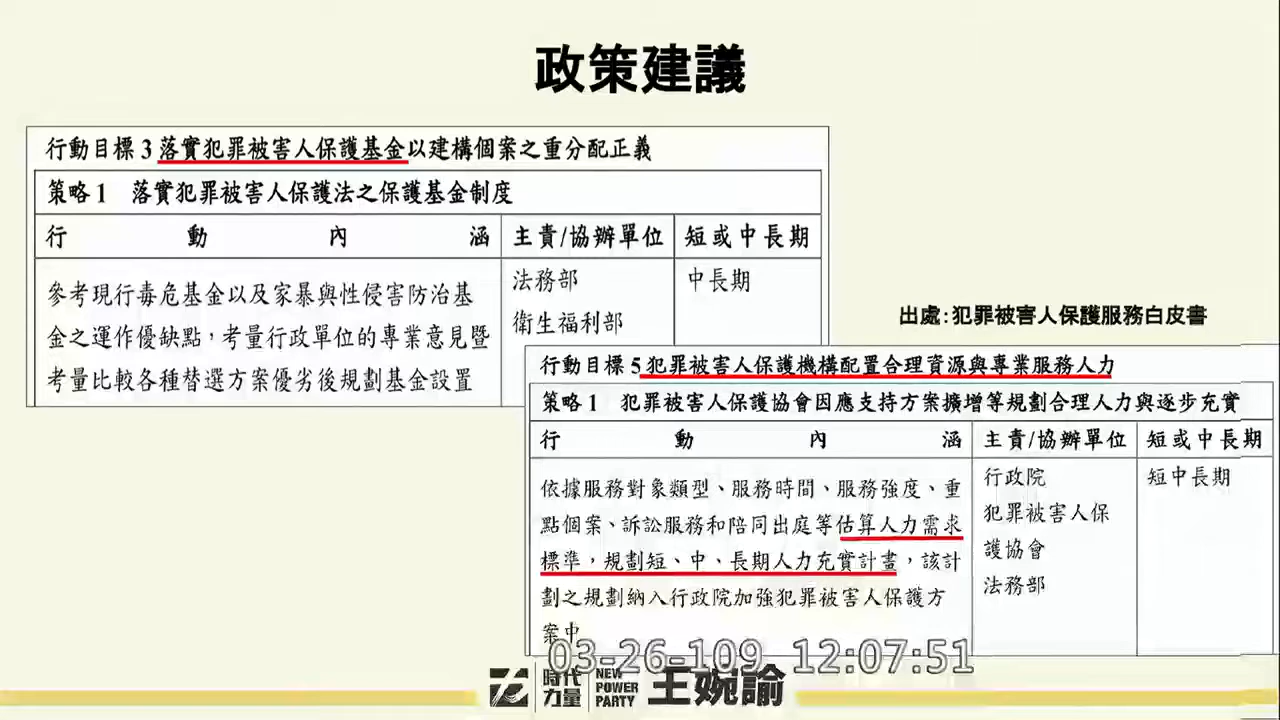 政策建議
行動目標 3 落實犯罪被害人保護基金以建構個案之重分配正義
策略 1 落實犯罪被害人保護法之保護基金制度
行動內涵
主責/協辦單位
短或中長期
參考現行毒危基金以及家暴與性侵害防治基
金之運作優缺點，考量行政單位的專業意見暨
考量比較各種替選方案優劣後規劃基金設置
法務部
衛生福利部
中長期
出處：犯罪被害人保護服務白皮書
行動目標 5 犯罪被害人保護機構配置合理資源與專業服務人力
策略 1 犯罪被害人保護協會因應支持方案擴增等規劃合理人力與逐步充實
行動內涵
主責/協辦單位
短或中長期
依據服務對象類型、服務時間、服務強度、重
點個案、訴訟服務和陪同出庭等估算人力需求
標準，規劃短、中、長期人力充實計畫，該計
劃之規劃納入行政院加強犯罪被害人保護方
案中
行政院
犯罪被害人保
護協會
法務部
短中長期
03-26-109 12:07:51
時代
力量
NEW
POWER
PARTY
王婉諭